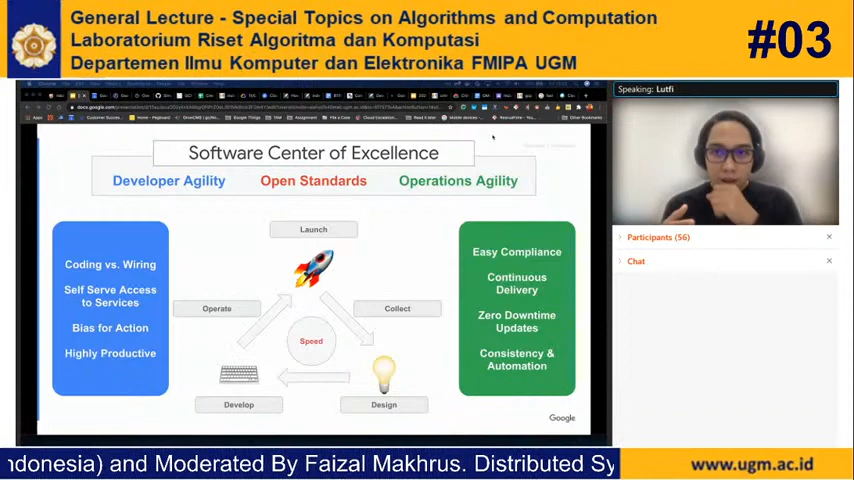 General Lecture - Special Topics on Algorithms and Computation
Laboratorium Riset Algoritma dan Komputasi
Departemen Ilmu Komputer dan Elektronika FMIPA UGM
#03
Speaking: Lutfi
Software Center of Excellence
Developer Agility
Open Standards
Operations Agility
Launch
Coding vs. Wiring
Self Serve Access
to Services
Bias for Action
Highly Productive
Easy Compliance
Continuous
Delivery
Zero Downtime
Updates
Consistency &
Automation
Operate
Collect
Speed
Develop
Design
Google
Participants (56)
Chat
ndonesia) and Moderated By Faizal Makhrus. Distributed Sy
www.ugm.ac.id